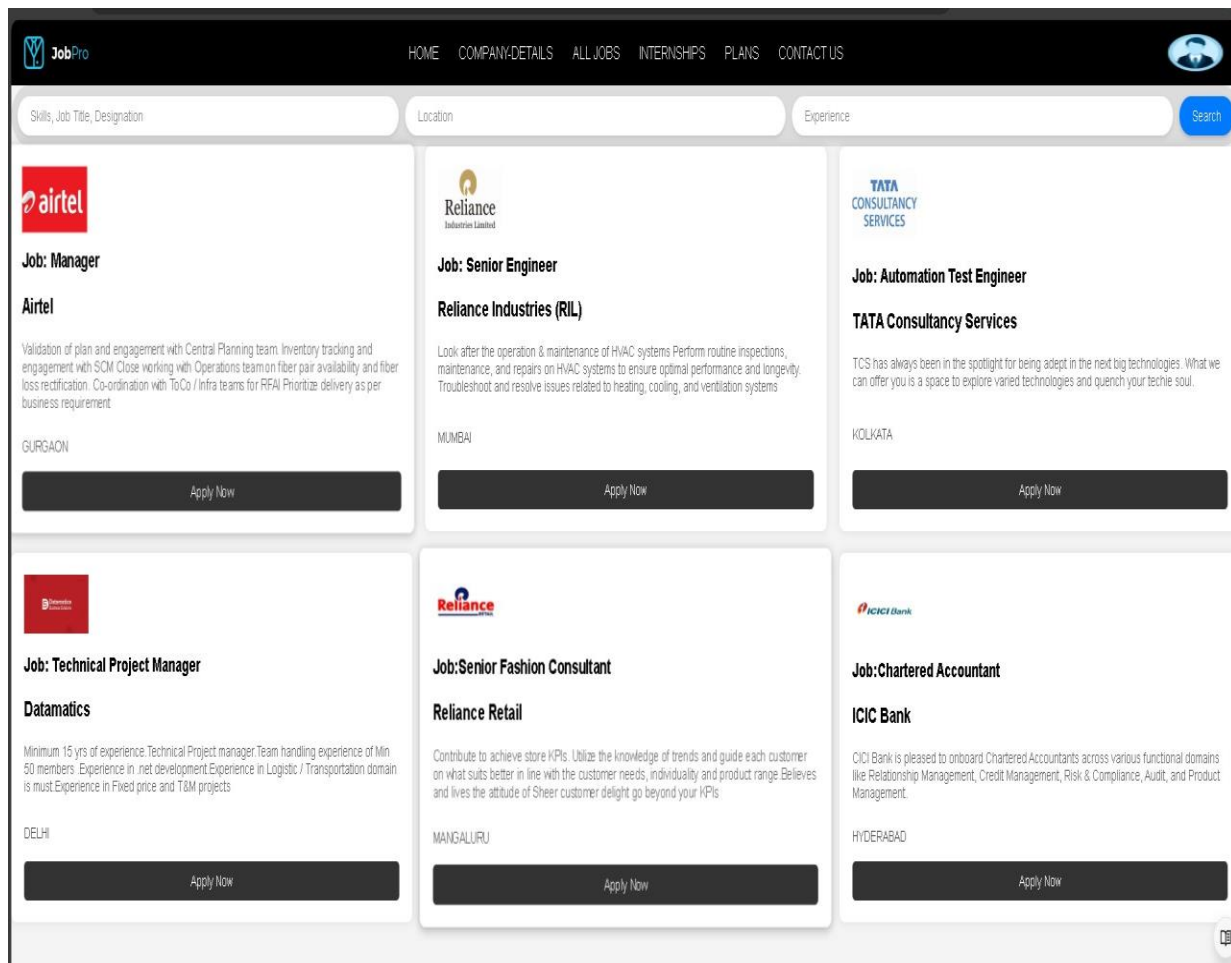 JobPro
HOME COMPANY-DETAILS ALL JOBS INTERNSHIPS PLANS CONTACT US
Skills, Job Title, Designation
Location
Experience
Search
airtel
Job: Manager
Airtel
Validation of plan and engagement with Central Planning team. Inventory tracking and
engagement with SCM Close working with Operations team on fiber pair availability and fiber
loss rectification. Co-ordination with ToCo / Infra teams for RFAI Prioritize delivery as per
business requirement
GURGAON
Apply Now
Reliance
Industries Limited
Job: Senior Engineer
Reliance Industries (RIL)
Look after the operation & maintenance of HVAC systems Perform routine inspections,
maintenance, and repairs on HVAC systems to ensure optimal performance and longevity.
Troubleshoot and resolve issues related to heating, cooling, and ventilation systems
MUMBAI
Apply Now
TATA
CONSULTANCY
SERVICES
Job: Automation Test Engineer
TATA Consultancy Services
TCS has always been in the spotlight for being adept in the next big technologies. What we
can offer you is a space to explore varied technologies and quench your techie soul.
KOLKATA
Apply Now
Datamatics
Job: Technical Project Manager
Datamatics
Minimum 15 yrs of experience.Technical Project manager.Team handling experience of Min
50 members .Experience in .net development.Experience in Logistic / Transportation domain
is must.Experience in Fixed price and T&M projects
DELHI
Apply Now
Reliance
RETAIL
Job:Senior Fashion Consultant
Reliance Retail
Contribute to achieve store KPIs. Utilize the knowledge of trends and guide each customer
on what suits better in line with the customer needs, individuality and product range.Believes
and lives the attitude of Sheer customer delight go beyond your KPIs
MANGALURU
Apply Now
ICICI Bank
Job:Chartered Accountant
ICIC Bank
CICI Bank is pleased to onboard Chartered Accountants across various functional domains
like Relationship Management, Credit Management, Risk & Compliance, Audit, and Product
Management.
HYDERABAD
Apply Now